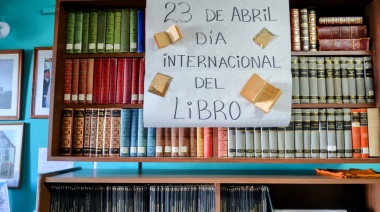 23 DE ABRIL
DÍA
INTERNACIONAL
DEL
LIBRO